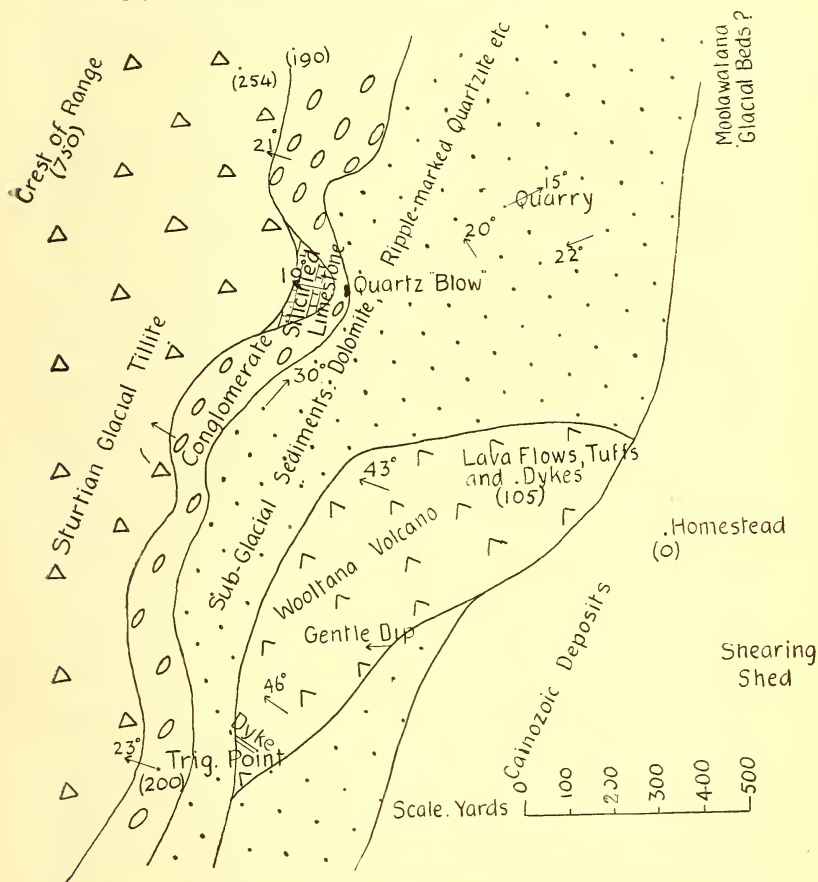 Crest of Range
(750)
(254)
(190)
21°
Moolawatana
Glacial Beds?
Sub-Glacial Sediments: Dolomite, Ripple-marked Quartzite etc
15°
Quarry
20°
22°
19°
Silicified
Limestone
Quartz "Blow"
Sturtian Glacial Tillite
Conglomerate
30°
43°
Lava Flows, Tuffs
and Dykes
(105)
Wooltana Volcano
Homestead
(0)
Gentle Dip
46°
Cainozoic Deposits
Shearing
Shed
Dyke
23°
Trig. Point
(200)
Scale. Yards
0 100 200 300 400 500